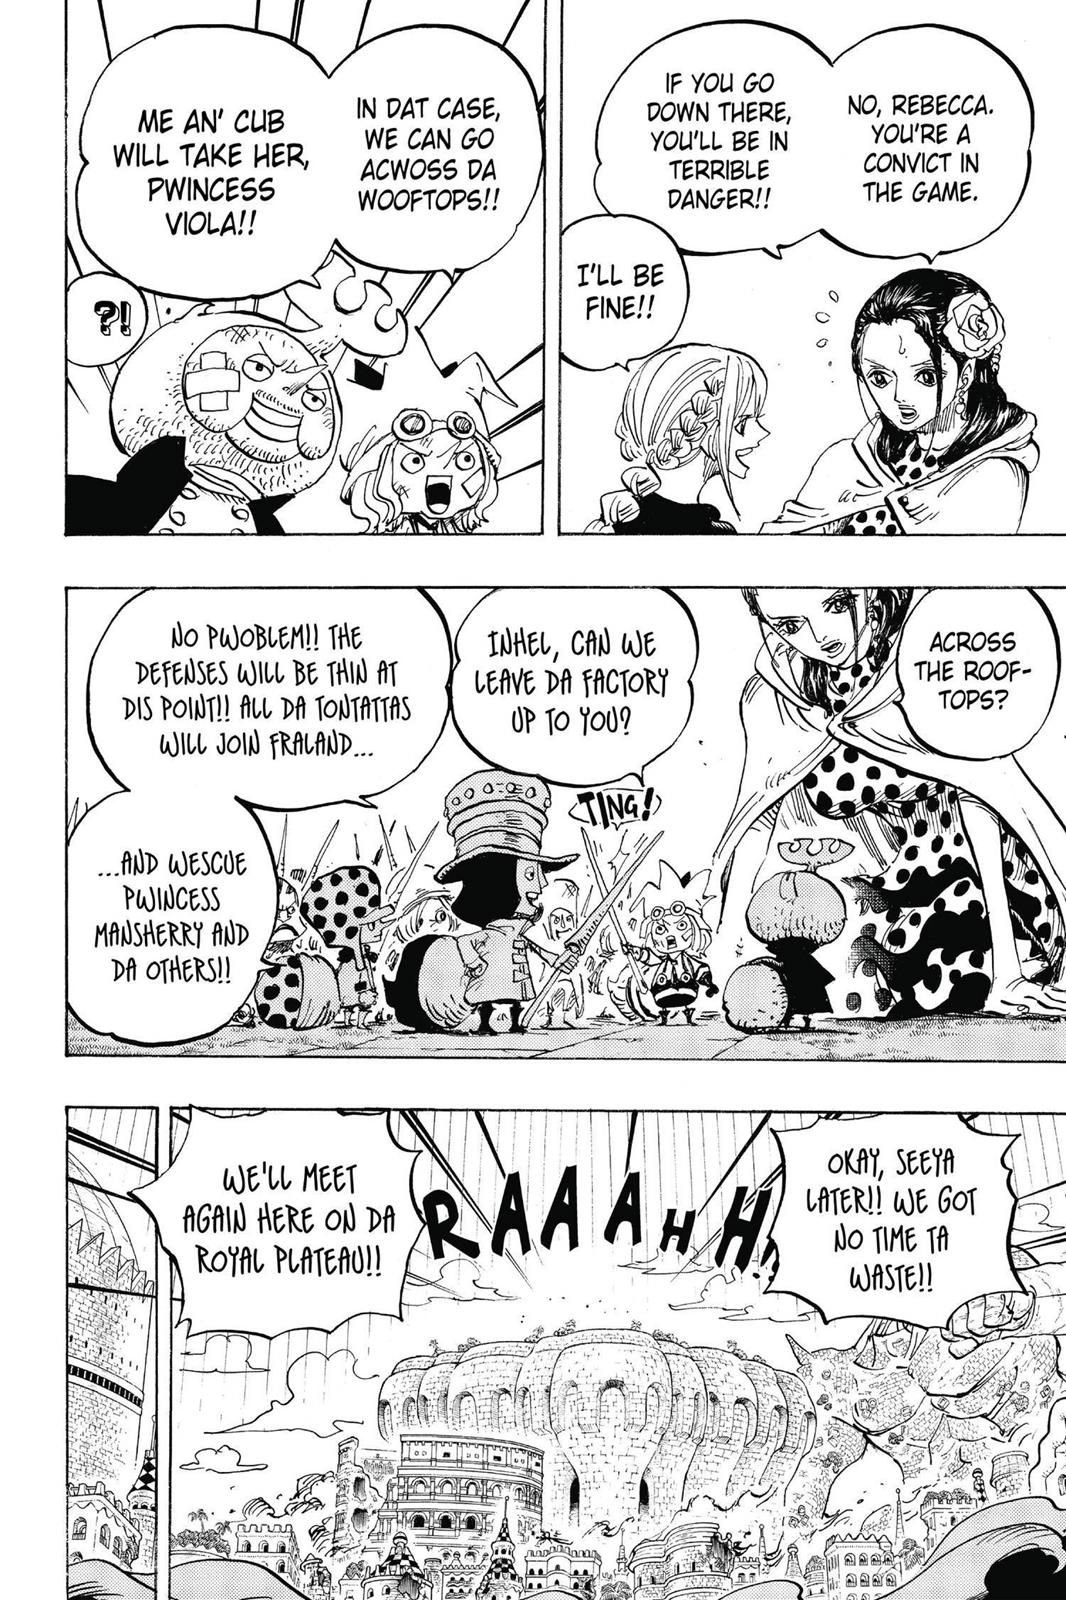 NO, REBECCA.
YOU'RE A
CONVICT IN
THE GAME.
IF YOU GO
DOWN THERE,
YOU'LL BE IN
TERRIBLE
DANGER!!
I'LL BE
FINE!!
IN DAT CASE,
WE CAN GO
ACWOSS DA
WOOFTOPS!!
ME AN' CUB
WILL TAKE HER,
PWINCESS
VIOLA!!
?!
ACROSS
THE ROOF-
TOPS?
INHEL, CAN WE
LEAVE DA FACTORY
UP TO YOU?
TING!
NO PWOBLEM!! THE
DEFENSES WILL BE THIN AT
DIS POINT!! ALL DA TONTATTAS
WILL JOIN FRALAND...
...AND WESCUE
PWINCESS
MANSHERRY AND
DA OTHERS!!
OKAY, SEEYA
LATER!! WE GOT
NO TIME TA
WASTE!!
RAAAHH!
WE'LL MEET
AGAIN HERE ON DA
ROYAL PLATEAU!!